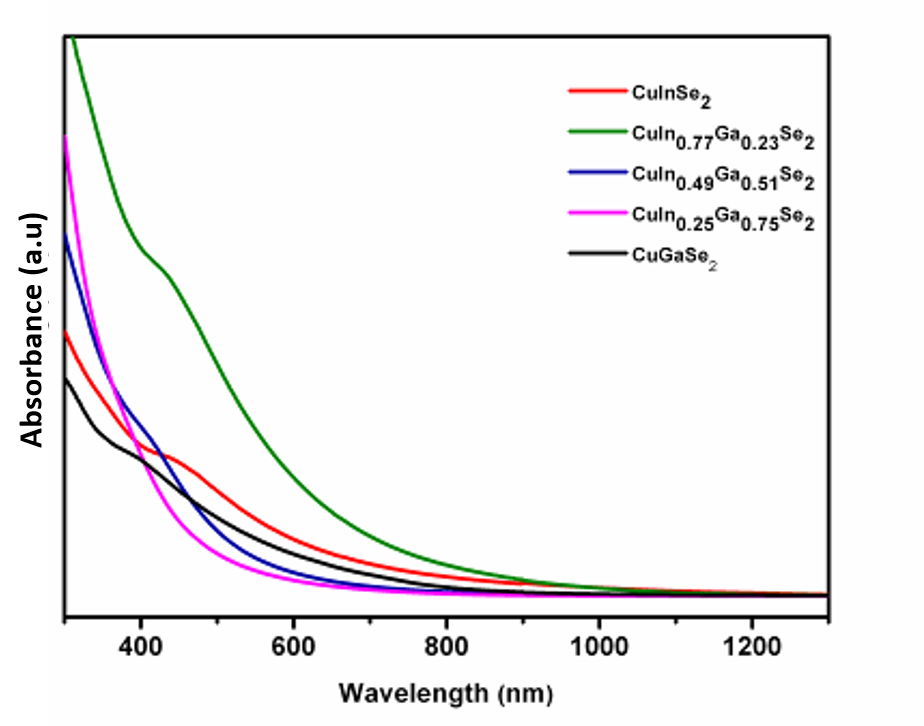 Absorbance (a.u)
CuInSe2
CuIn0.77Ga0.23Se2
CuIn0.49Ga0.51Se2
CuIn0.25Ga0.75Se2
CuGaSe2
400 600 800 1000 1200
Wavelength (nm)